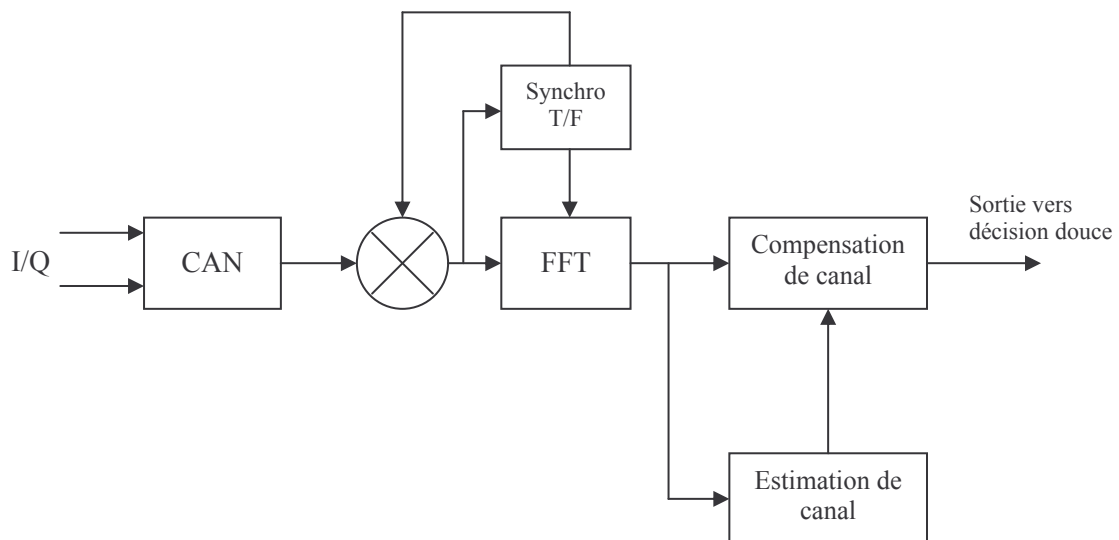 Synchro
T/F
I/Q
CAN
FFT
Compensation
de canal
Sortie vers
décision douce
Estimation de
canal